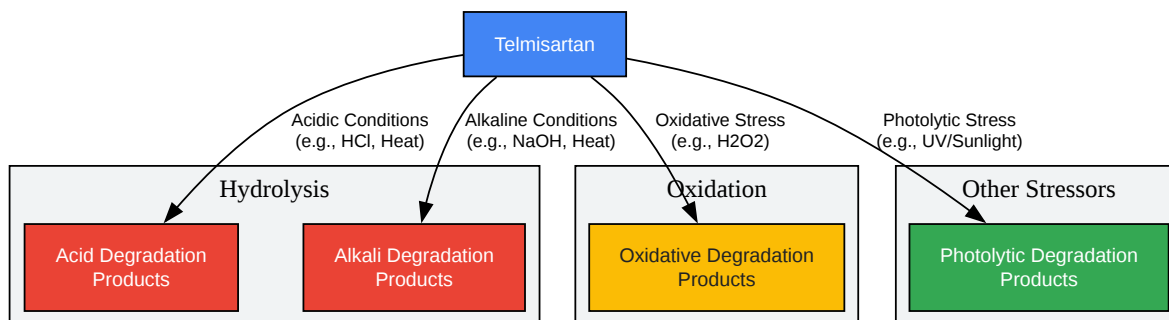 Telmisartan
Acidic Conditions
(e.g., HCl, Heat)
Alkaline Conditions
(e.g., NaOH, Heat)
Oxidative Stress
(e.g., H2O2)
Photolytic Stress
(e.g., UV/Sunlight)
Hydrolysis
Oxidation
Other Stressors
Acid Degradation
Products
Alkali Degradation
Products
Oxidative Degradation
Products
Photolytic Degradation
Products